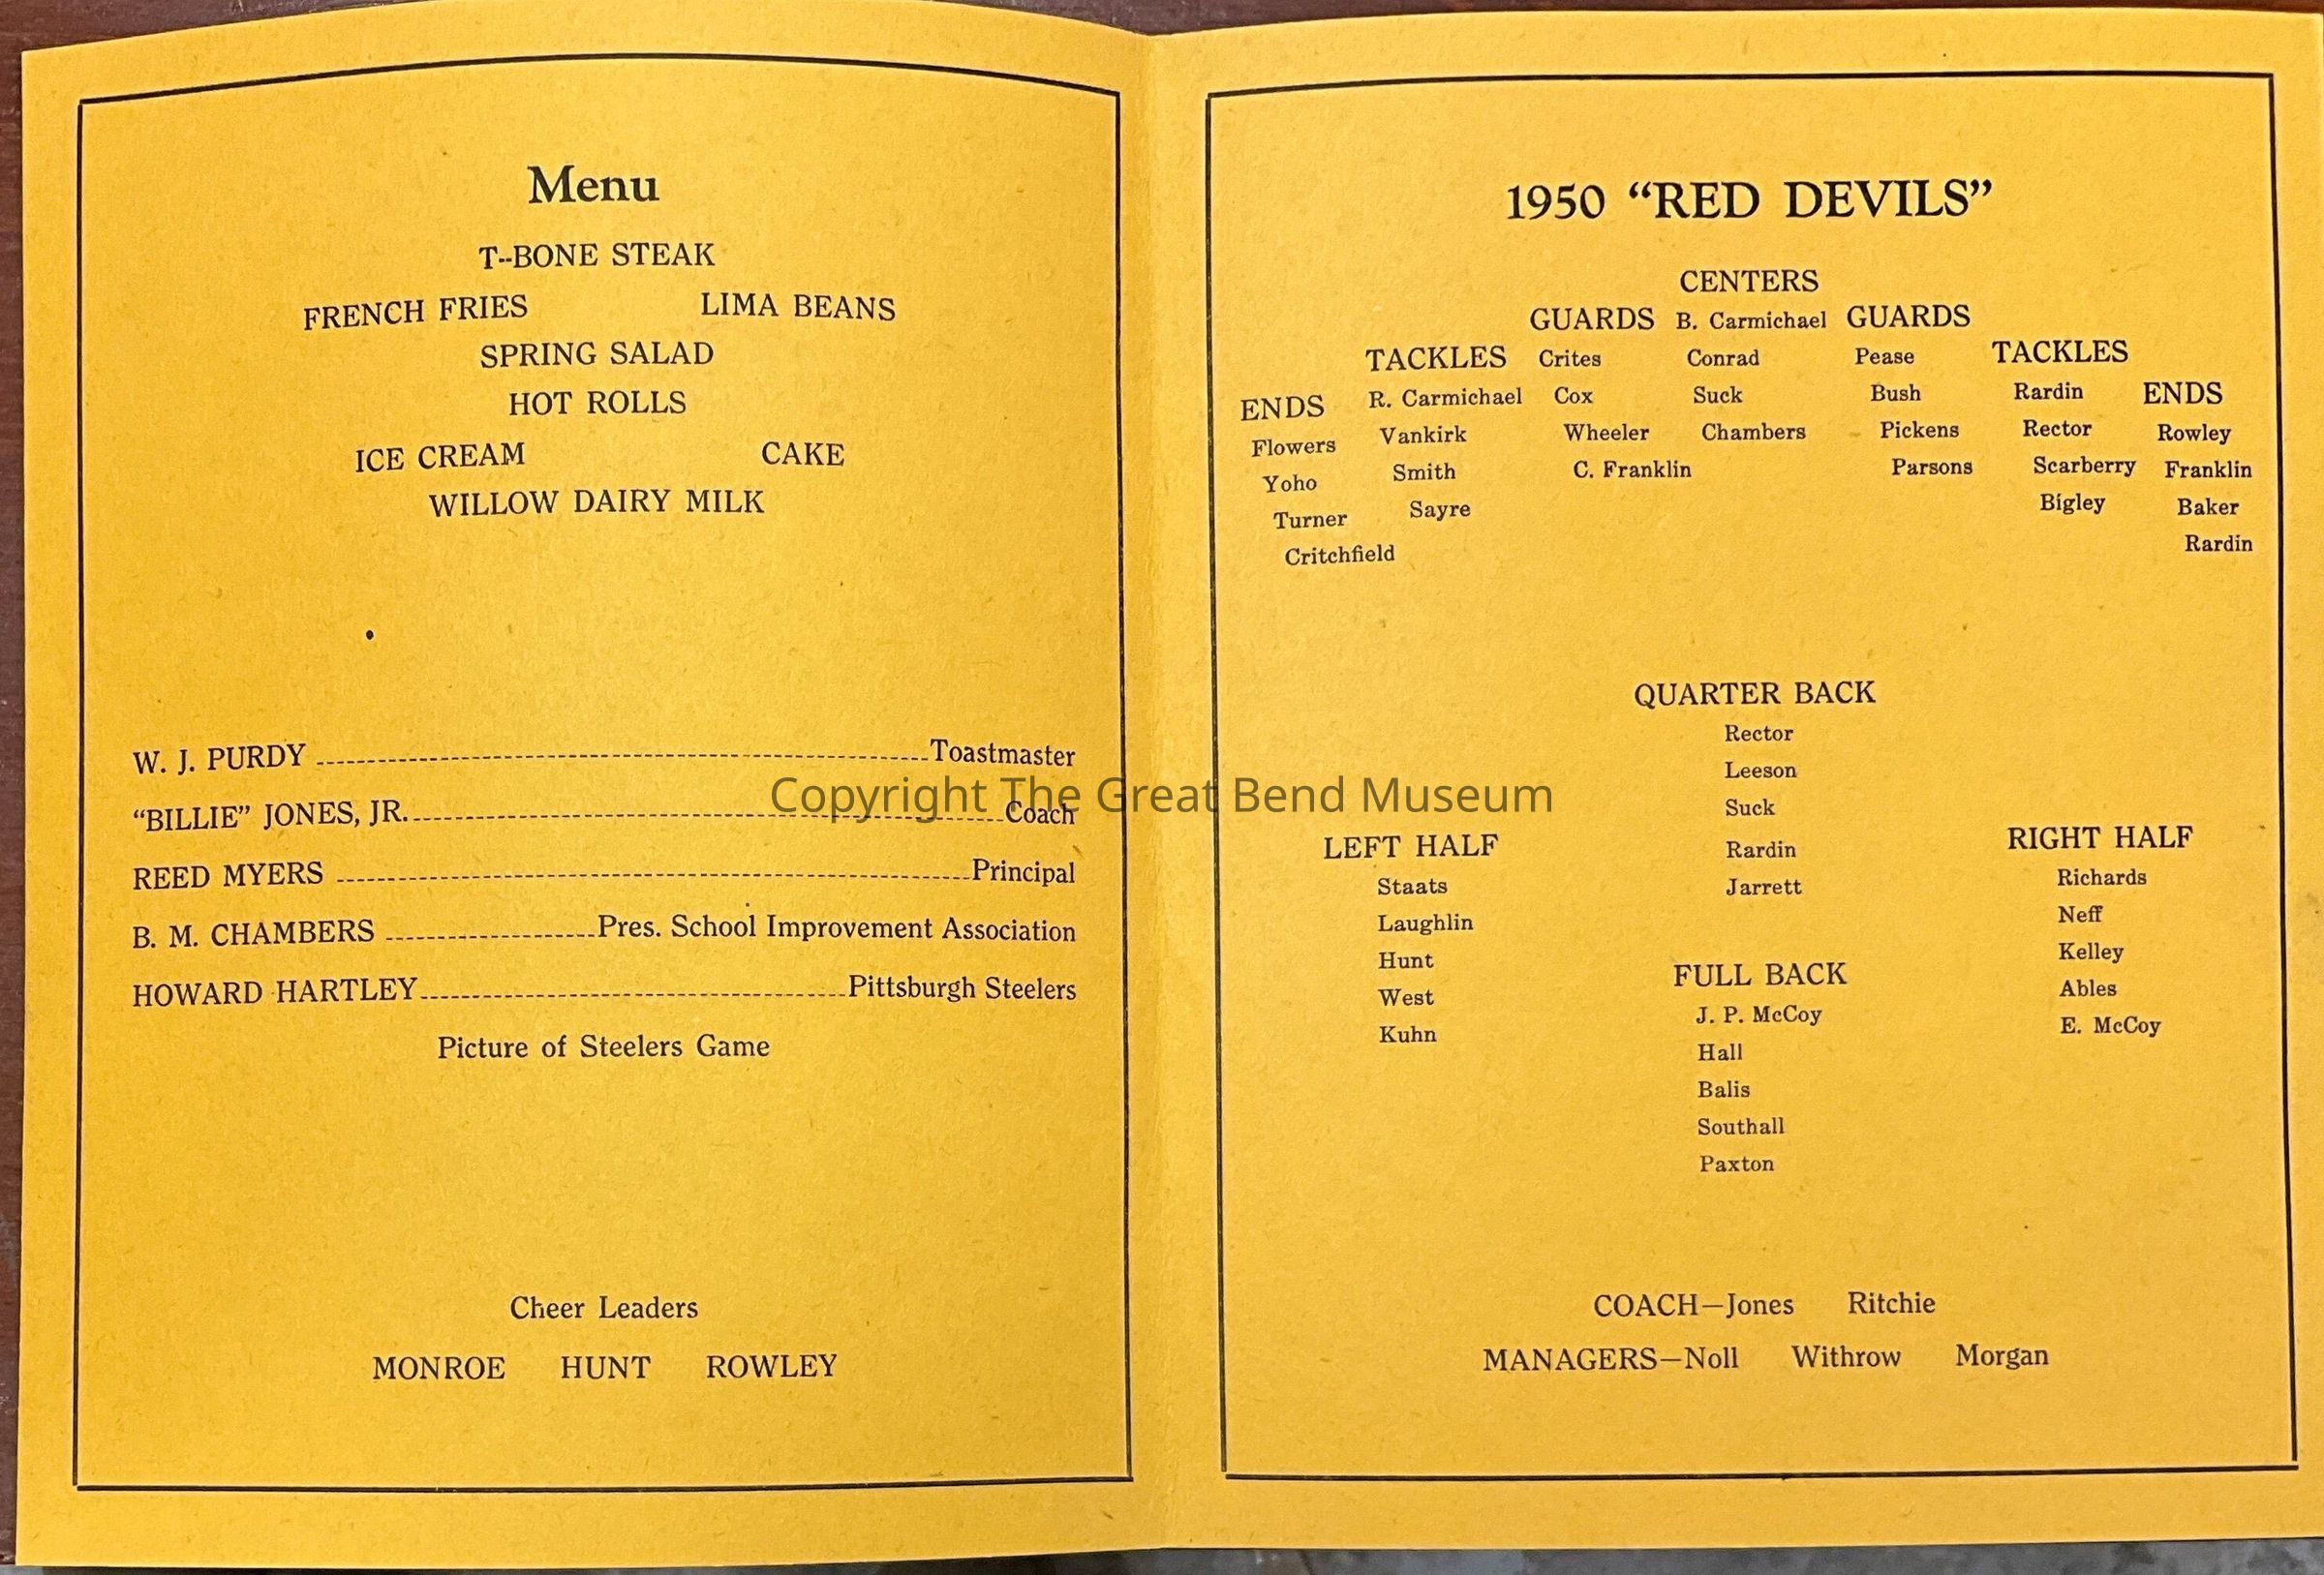 Menu
T--BONE STEAK
FRENCH FRIES LIMA BEANS
SPRING SALAD
HOT ROLLS
ICE CREAM CAKE
WILLOW DAIRY MILK
W. J. PURDY Toastmaster
"BILLIE" JONES, JR. Coach
REED MYERS Principal
B. M. CHAMBERS Pres. School Improvement Association
HOWARD HARTLEY Pittsburgh Steelers
Picture of Steelers Game
Cheer Leaders
MONROE HUNT ROWLEY
1950 "RED DEVILS"
ENDS
Flowers
Yoho
Turner
Critchfield
TACKLES
R. Carmichael
Vankirk
Smith
Sayre
GUARDS
Crites
Cox
Wheeler
C. Franklin
CENTERS
B. Carmichael
Conrad
Suck
Chambers
GUARDS
Pease
Bush
Pickens
Parsons
TACKLES
Rardin
Rector
Scarberry
Bigley
ENDS
Rowley
Franklin
Baker
Rardin
QUARTER BACK
Rector
Leeson
Suck
Rardin
Jarrett
LEFT HALF
Staats
Laughlin
Hunt
West
Kuhn
FULL BACK
J. P. McCoy
Hall
Balis
Southall
Paxton
RIGHT HALF
Richards
Neff
Kelley
Ables
E. McCoy
COACH—Jones Ritchie
MANAGERS—Noll Withrow Morgan
Copyright The Great Bend Museum